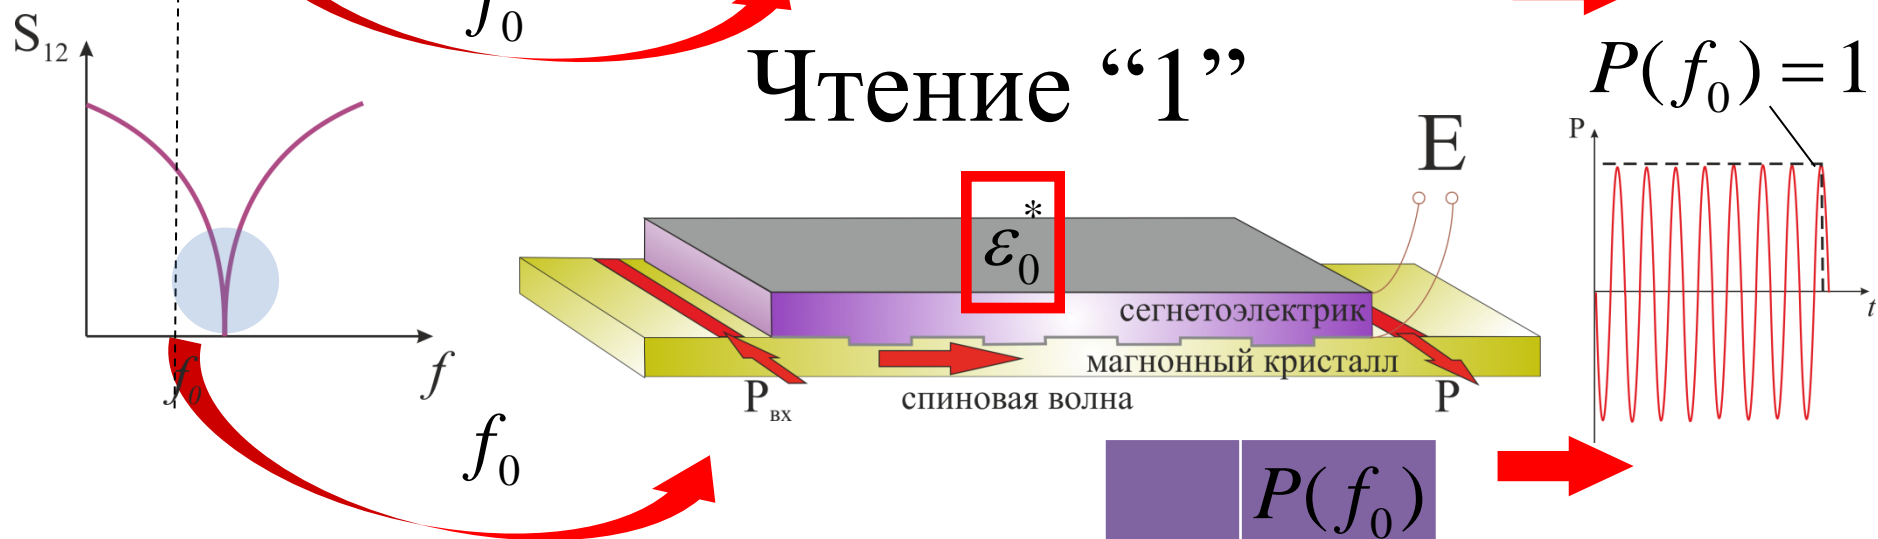 f₀
S₁₂
Чтение “1”
P(f₀) = 1
E
P
ε₀*
сегнетоэлектрик
t
магнонный кристалл
f₀
f
Pвх
спиновая волна
P
f₀
P(f₀)